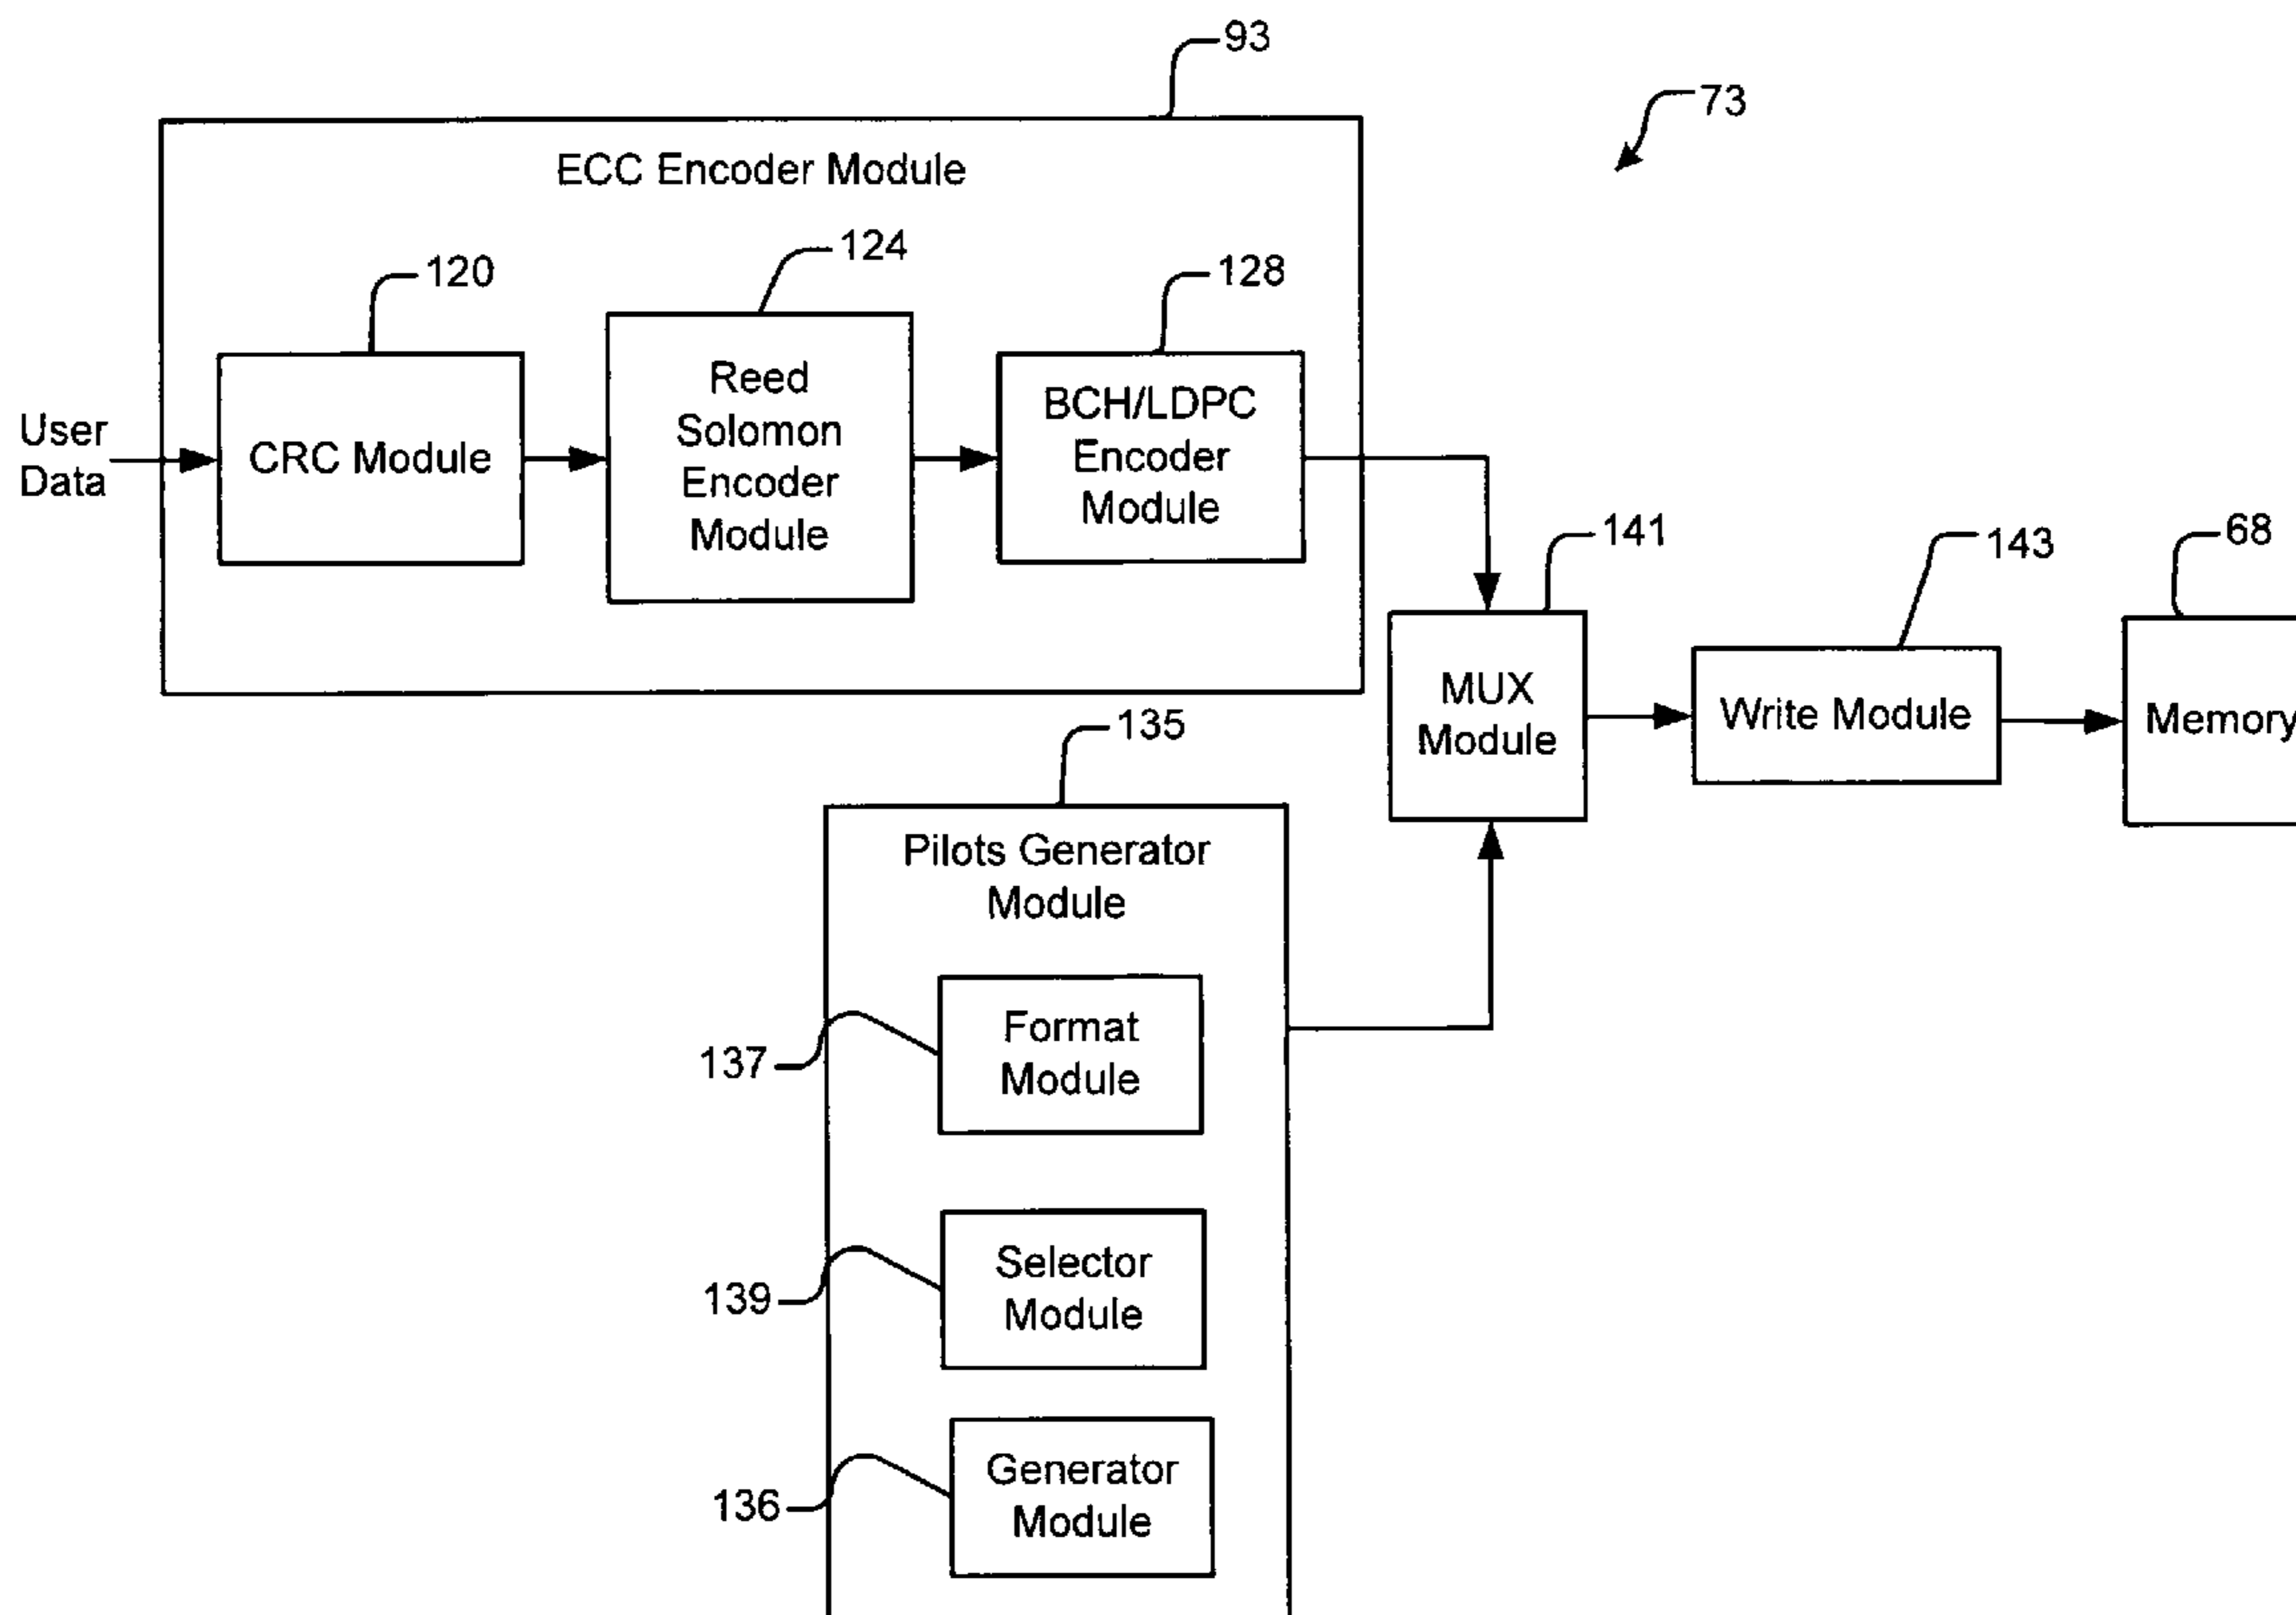 93
73
ECC Encoder Module
120
124
128
User
Data
CRC Module
Reed
Solomon
Encoder
Module
BCH/LDPC
Encoder
Module
141
143
68
MUX
Module
Write Module
Memory
135
Pilots Generator
Module
137
Format
Module
139
Selector
Module
136
Generator
Module